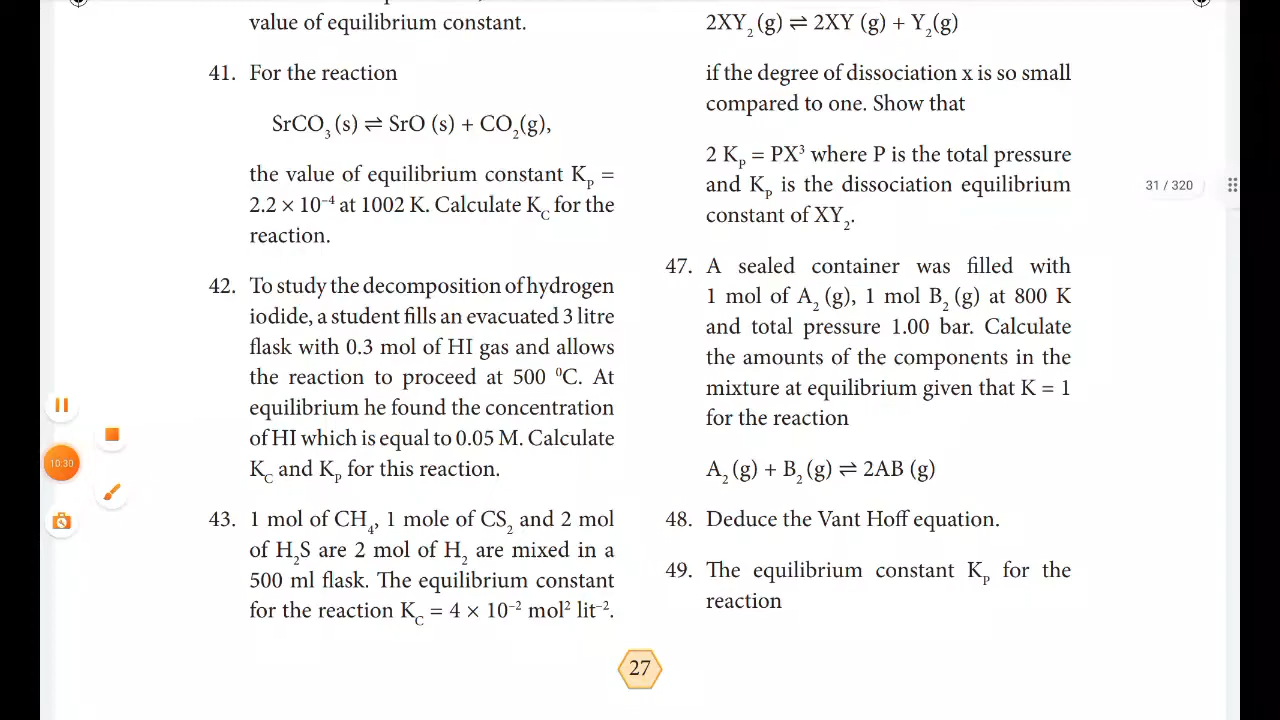 value of equilibrium constant.
41. For the reaction
SrCO₃ (s) ⇌ SrO (s) + CO₂(g),
the value of equilibrium constant K_P =
2.2 × 10⁻⁴ at 1002 K. Calculate K_C for the
reaction.
42. To study the decomposition of hydrogen
iodide, a student fills an evacuated 3 litre
flask with 0.3 mol of HI gas and allows
the reaction to proceed at 500 ⁰C. At
equilibrium he found the concentration
of HI which is equal to 0.05 M. Calculate
K_C and K_P for this reaction.
43. 1 mol of CH₄, 1 mole of CS₂ and 2 mol
of H₂S are 2 mol of H₂ are mixed in a
500 ml flask. The equilibrium constant
for the reaction K_C = 4 × 10⁻² mol² lit⁻².
2XY₂ (g) ⇌ 2XY (g) + Y₂(g)
if the degree of dissociation x is so small
compared to one. Show that
2 K_P = PX³ where P is the total pressure
and K_P is the dissociation equilibrium
constant of XY₂.
47. A sealed container was filled with
1 mol of A₂ (g), 1 mol B₂ (g) at 800 K
and total pressure 1.00 bar. Calculate
the amounts of the components in the
mixture at equilibrium given that K = 1
for the reaction
A₂ (g) + B₂ (g) ⇌ 2AB (g)
48. Deduce the Vant Hoff equation.
49. The equilibrium constant K_P for the
reaction
27
31 / 320
10:30